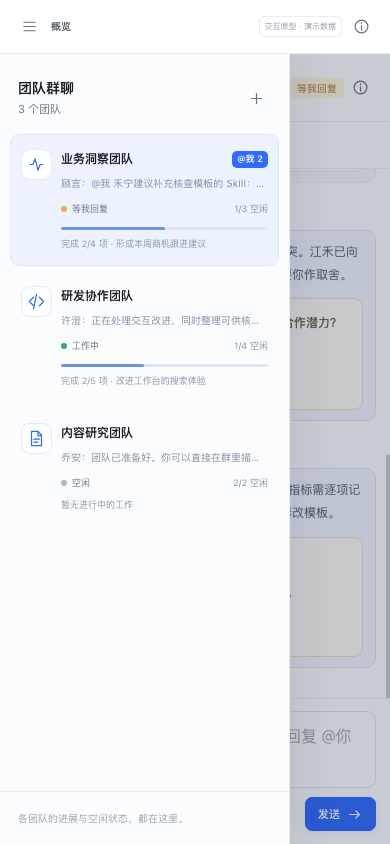 概览
交互原型 · 演示数据
团队群聊
3 个团队
等我回复
业务洞察团队
@我 2
顾言：@我 禾宁建议补充核查模板的 Skill：...
等我回复
1/3 空闲
完成 2/4 项 · 形成本周商机跟进建议
研发协作团队
许澄：正在处理交互改进，同时整理可供核...
工作中
1/4 空闲
完成 2/5 项 · 改进工作台的搜索体验
内容研究团队
乔安：团队已准备好。你可以直接在群里描...
空闲
2/2 空闲
暂无进行中的工作
突。江禾已向
你作取舍。
合作潜力?
指标需逐项记
改模板。
回复 @你
发送
各团队的进展与空闲状态，都在这里。